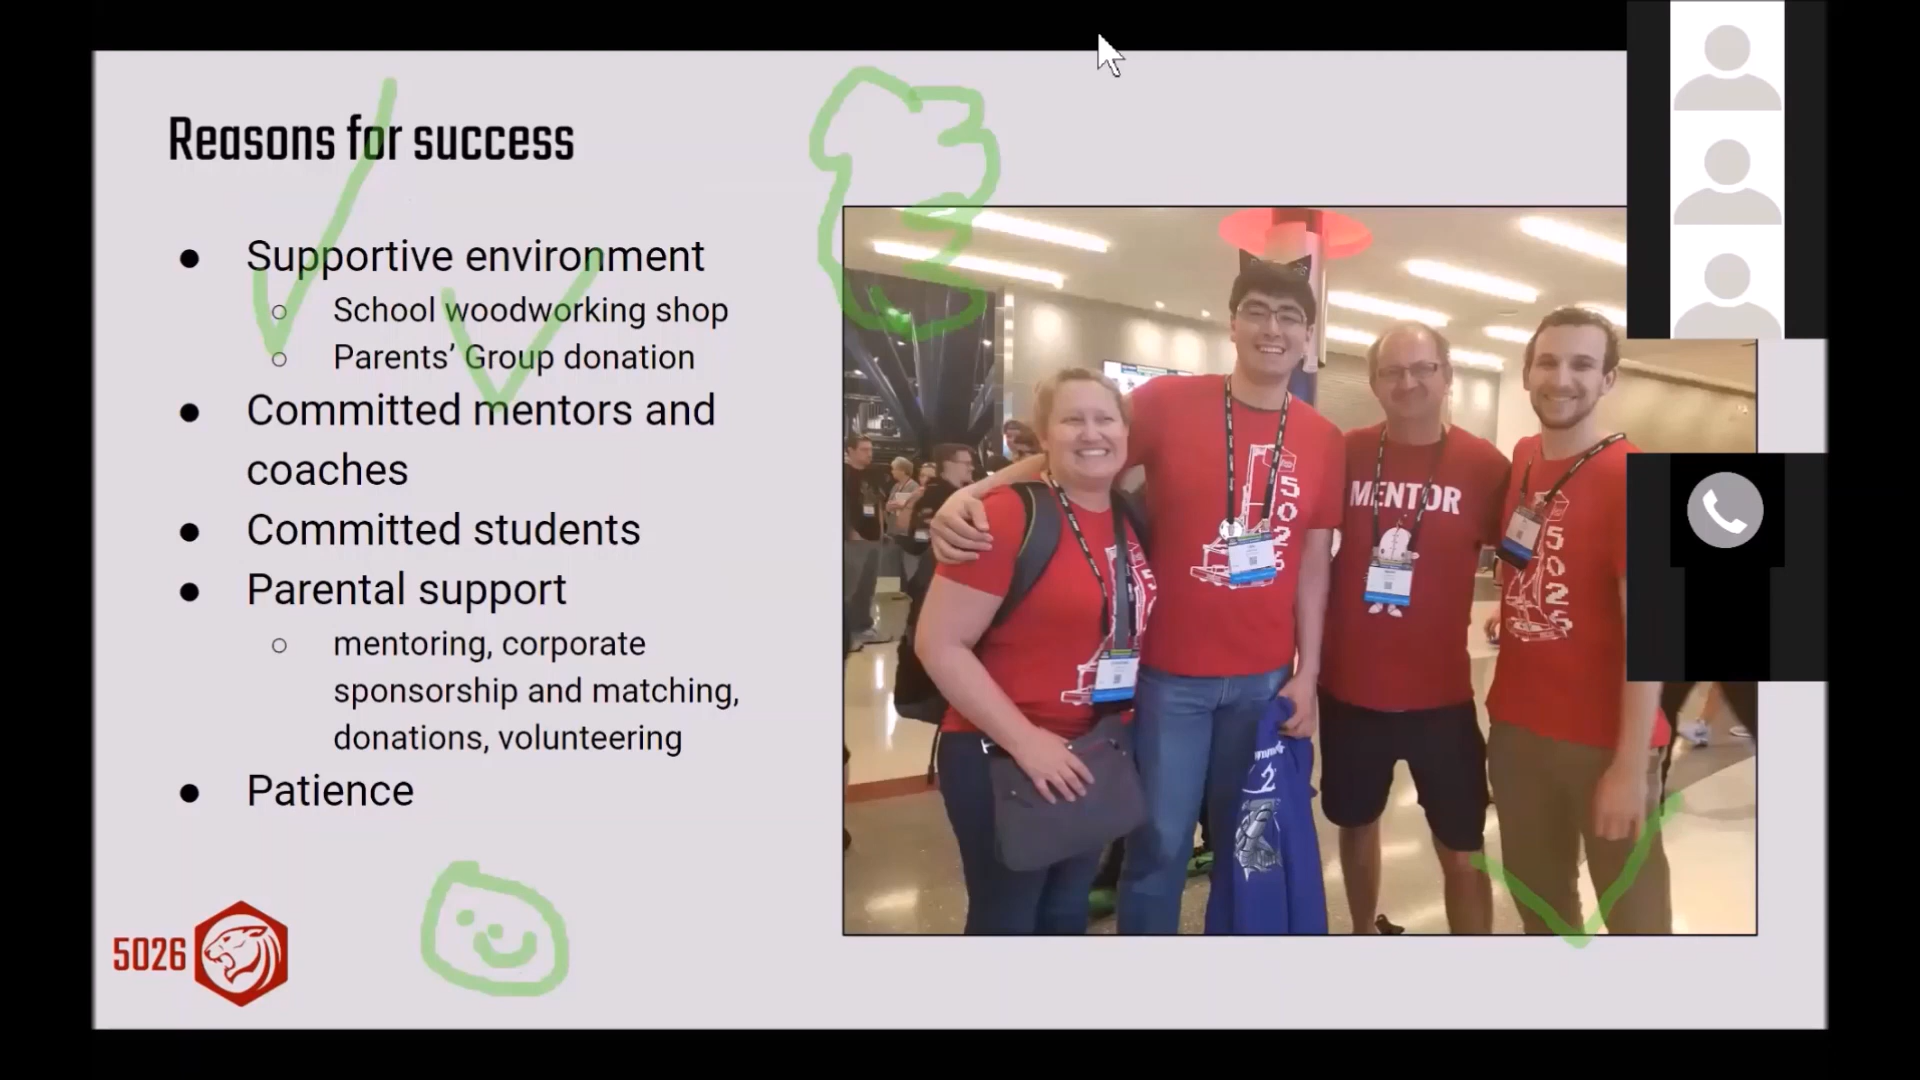 Reasons for success
● Supportive environment
○ School woodworking shop
○ Parents’ Group donation
● Committed mentors and
coaches
● Committed students
● Parental support
○ mentoring, corporate
sponsorship and matching,
donations, volunteering
● Patience
5026
5026
MENTOR
5026
2